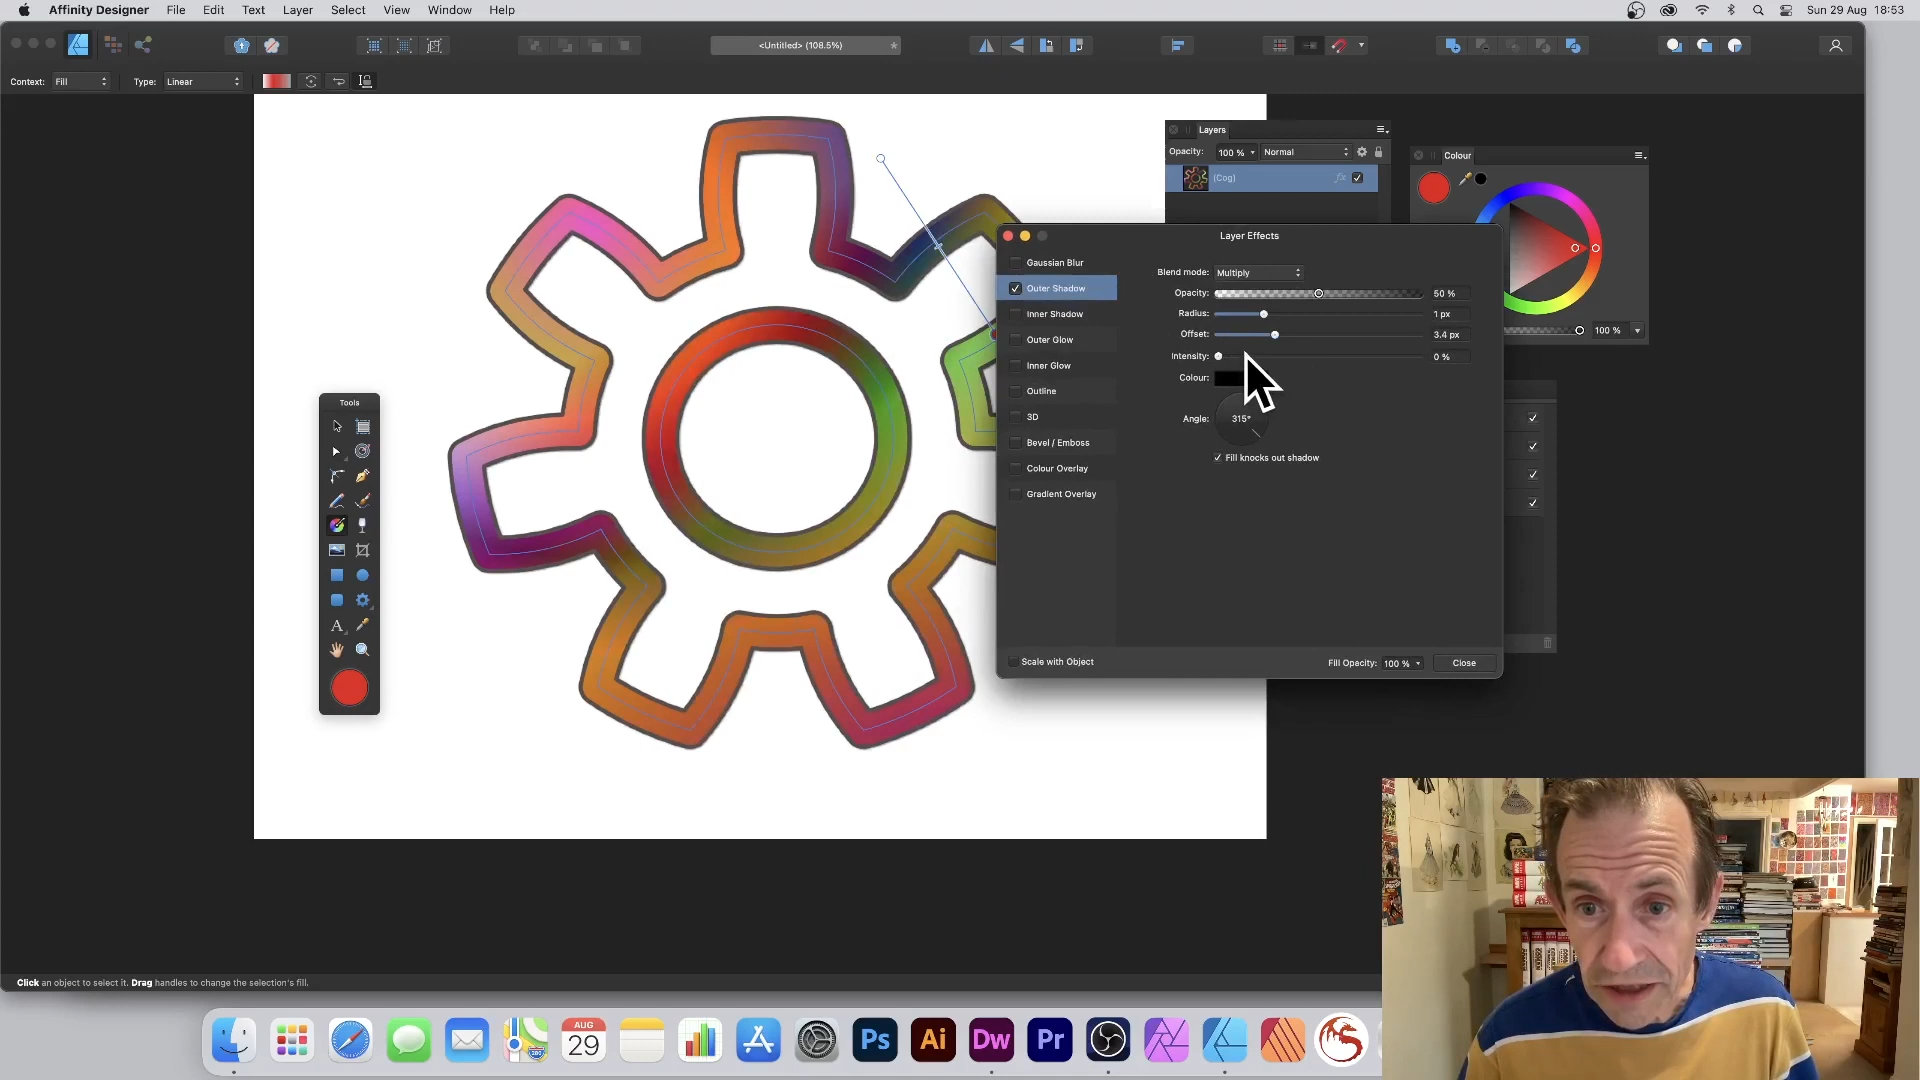 Affinity Designer File Edit Text Layer Select View Window Help
Sun 29 Aug 18:53
<Untitled> (108.5%)
Context: Fill Type: Linear
Layers
Opacity: 100 % Normal
(Cog) fx
Colour
100 %
Layer Effects
Gaussian Blur
Outer Shadow
Inner Shadow
Outer Glow
Inner Glow
Outline
3D
Bevel / Emboss
Colour Overlay
Gradient Overlay
Blend mode: Multiply
Opacity: 50 %
Radius: 1 px
Offset: 3.4 px
Intensity: 0 %
Colour:
Angle: 315°
Fill knocks out shadow
Scale with Object
Fill Opacity: 100 % Close
Tools
A
Click an object to select it. Drag handles to change the selection's fill.
AUG
29
280
Ps
Ai
Dw
Pr